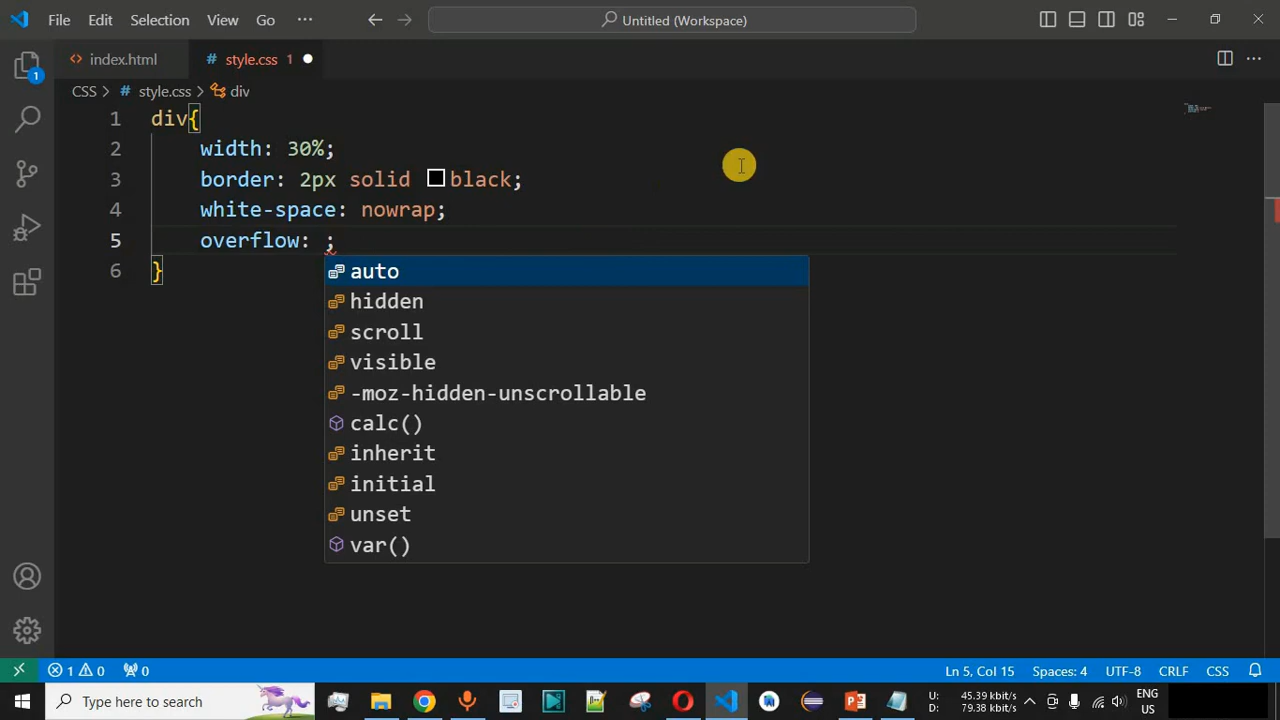 File Edit Selection View Go ··· Untitled (Workspace)
index.html style.css 1
CSS > style.css > div
1 div{
2 width: 30%;
3 border: 2px solid black;
4 white-space: nowrap;
5 overflow: ;
6 }
auto
hidden
scroll
visible
-moz-hidden-unscrollable
calc()
inherit
initial
unset
var()
1
1 0 0 Ln 5, Col 15 Spaces: 4 UTF-8 CRLF CSS
Type here to search
U: 45.39 kbit/s
D: 79.38 kbit/s
ENG
US